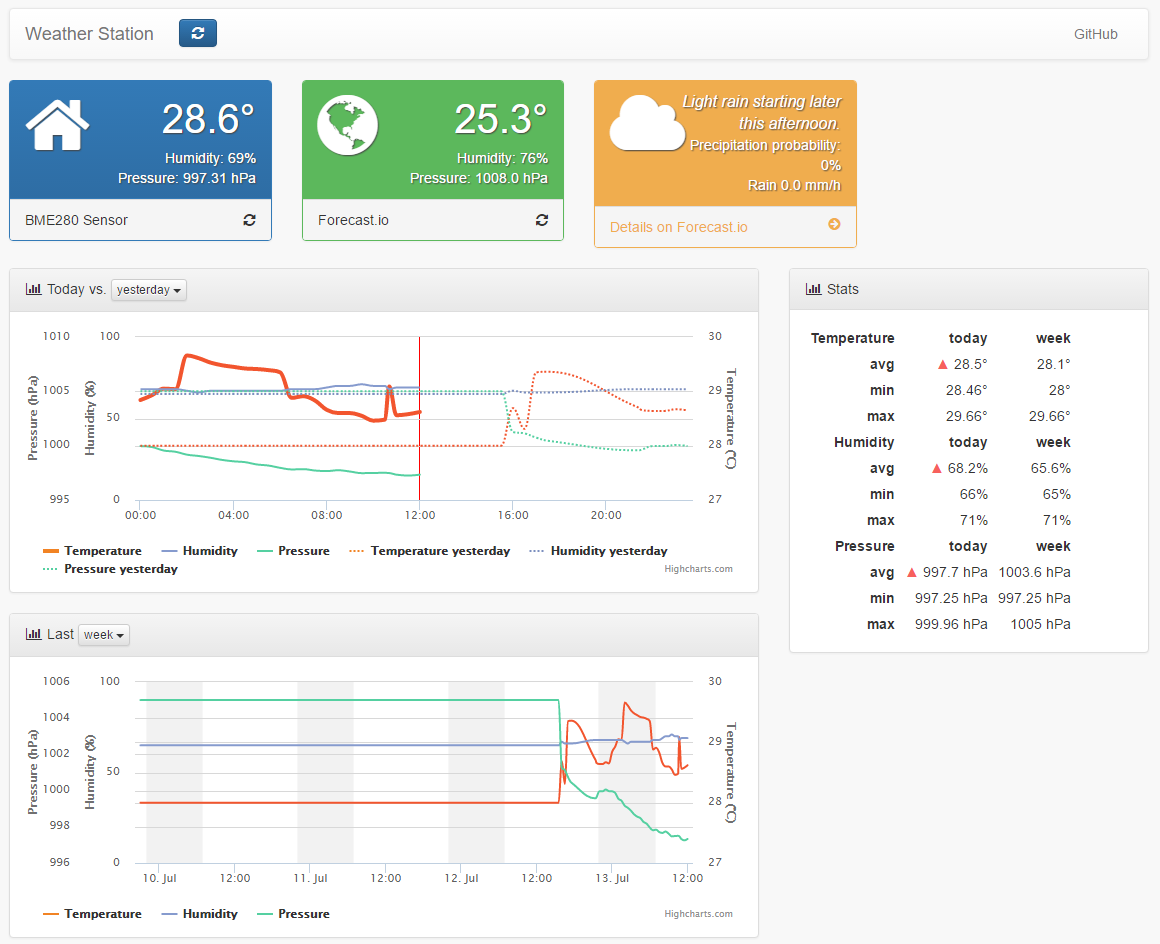 Weather Station
GitHub
28.6°
Humidity: 69%
Pressure: 997.31 hPa
BME280 Sensor
25.3°
Humidity: 76%
Pressure: 1008.0 hPa
Forecast.io
Light rain starting later
this afternoon.
Precipitation probability:
0%
Rain 0.0 mm/h
Details on Forecast.io
Today vs. yesterday
1010 100 30
1005 29
50
1000 28
995 0 27
Pressure (hPa)
Humidity (%)
Temperature (°C)
00:00 04:00 08:00 12:00 16:00 20:00
Temperature Humidity Pressure Temperature yesterday Humidity yesterday
Pressure yesterday
Highcharts.com
Stats
Temperature today week
avg ▲ 28.5° 28.1°
min 28.46° 28°
max 29.66° 29.66°
Humidity today week
avg ▲ 68.2% 65.6%
min 66% 65%
max 71% 71%
Pressure today week
avg ▲ 997.7 hPa 1003.6 hPa
min 997.25 hPa 997.25 hPa
max 999.96 hPa 1005 hPa
Last week
1006 100 30
1004
1002 29
50
1000
28
998
996 0 27
Pressure (hPa)
Humidity (%)
Temperature (°C)
10. Jul 12:00 11. Jul 12:00 12. Jul 12:00 13. Jul 12:00
Temperature Humidity Pressure
Highcharts.com